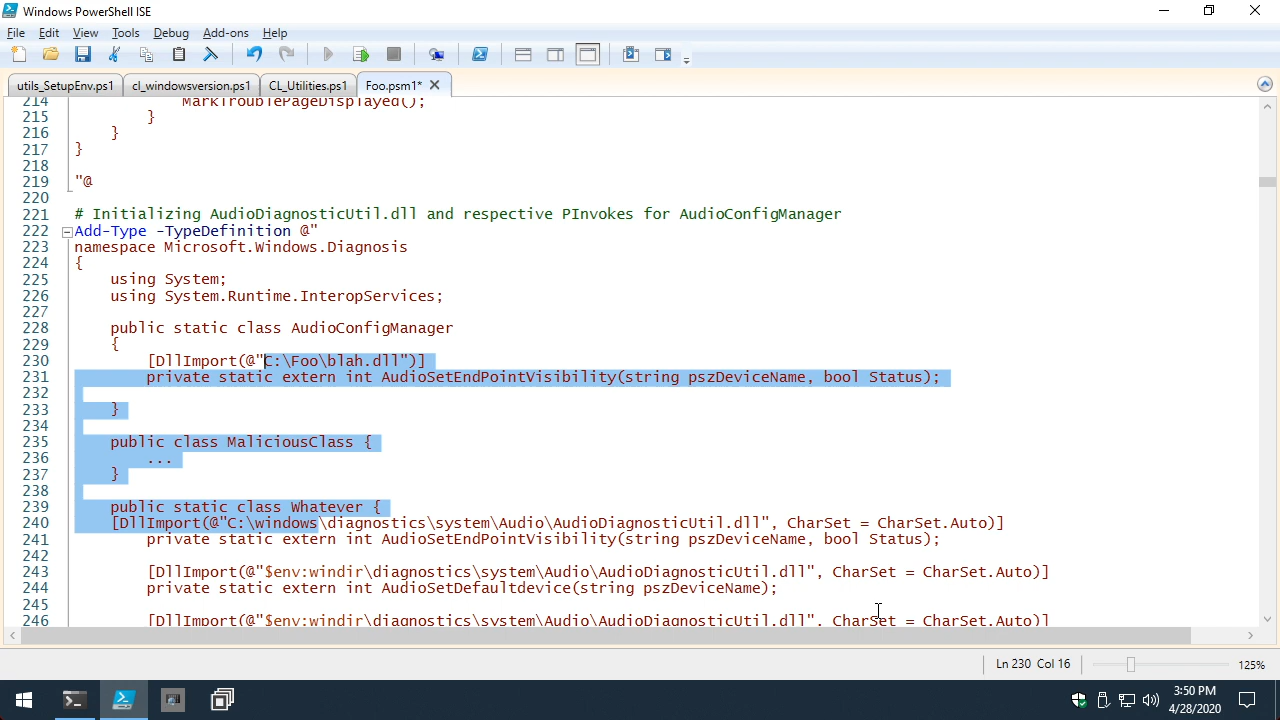 Windows PowerShell ISE
File Edit View Tools Debug Add-ons Help
utils_SetupEnv.ps1 cl_windowsversion.ps1 CL_Utilities.ps1 Foo.psm1*
214 MarkTroublePageDisplayed();
215 }
216 }
217 }
218
219 "@
220
221 # Initializing AudioDiagnosticUtil.dll and respective PInvokes for AudioConfigManager
222 Add-Type -TypeDefinition @"
223 namespace Microsoft.Windows.Diagnosis
224 {
225 using System;
226 using System.Runtime.InteropServices;
227
228 public static class AudioConfigManager
229 {
230 [DllImport(@"C:\Foo\blah.dll")]
231 private static extern int AudioSetEndPointVisibility(string pszDeviceName, bool Status);
232
233 }
234
235 public class MaliciousClass {
236 ...
237 }
238
239 public static class Whatever {
240 [DllImport(@"C:\windows\diagnostics\system\Audio\AudioDiagnosticUtil.dll", CharSet = CharSet.Auto)]
241 private static extern int AudioSetEndPointVisibility(string pszDeviceName, bool Status);
242
243 [DllImport(@"$env:windir\diagnostics\system\Audio\AudioDiagnosticUtil.dll", CharSet = CharSet.Auto)]
244 private static extern int AudioSetDefaultdevice(string pszDeviceName);
245
246 [DllImport(@"$env:windir\diagnostics\system\Audio\AudioDiagnosticUtil.dll", CharSet = CharSet.Auto)]
Ln 230 Col 16 125%
3:50 PM
4/28/2020